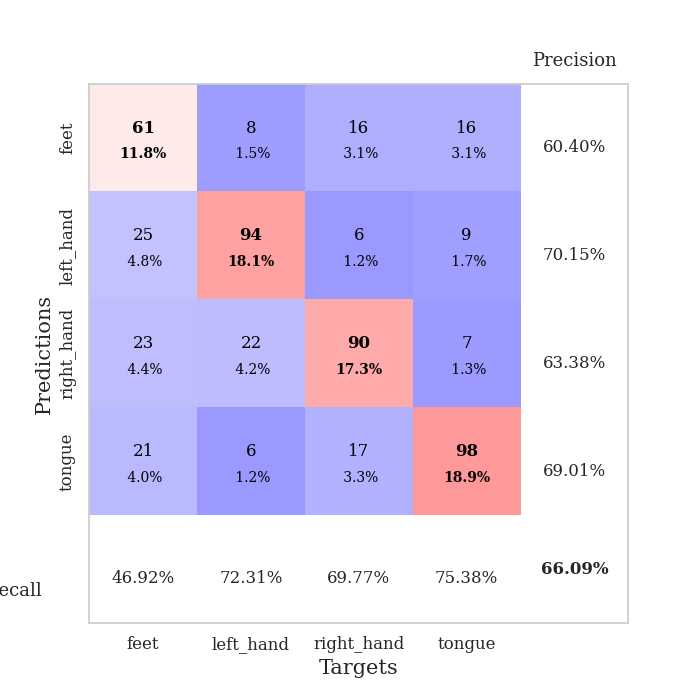 Precision
feet
61 8 16 16 60.40%
11.8% 1.5% 3.1% 3.1%
left_hand
25 94 6 9 70.15%
4.8% 18.1% 1.2% 1.7%
Predictions
right_hand
23 22 90 7 63.38%
4.4% 4.2% 17.3% 1.3%
tongue
21 6 17 98 69.01%
4.0% 1.2% 3.3% 18.9%
ecall
46.92% 72.31% 69.77% 75.38% 66.09%
feet left_hand right_hand tongue
Targets